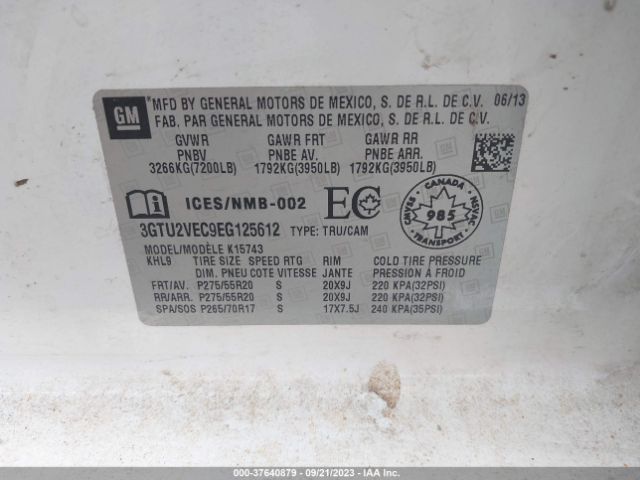 GM
*MFD BY GENERAL MOTORS DE MEXICO, S. DE R.L. DE C.V. 06/13
FAB. PAR GENERAL MOTORS DE MEXICO, S. DE R.L. DE C.V.
GVWR GAWR FRT GAWR RR
PNBV PNBE AV. PNBE ARR.
3266KG(7200LB) 1792KG(3950LB) 1792KG(3950LB)
ICES/NMB-002 EC CANADA CMVSS 985 NSVAC TRANSPORT
3GTU2VEC9EG125612 TYPE: TRU/CAM
MODEL/MODÈLE K15743
KHL9 TIRE SIZE SPEED RTG RIM COLD TIRE PRESSURE
DIM. PNEU COTE VITESSE JANTE PRESSION À FROID
FRT/AV. P275/55R20 S 20X9J 220 KPA(32PSI)
RR/ARR. P275/55R20 S 20X9J 220 KPA(32PSI)
SPA/SOS P265/70R17 S 17X7.5J 240 KPA(35PSI)
000-37640879 - 09/21/2023 - IAA Inc.